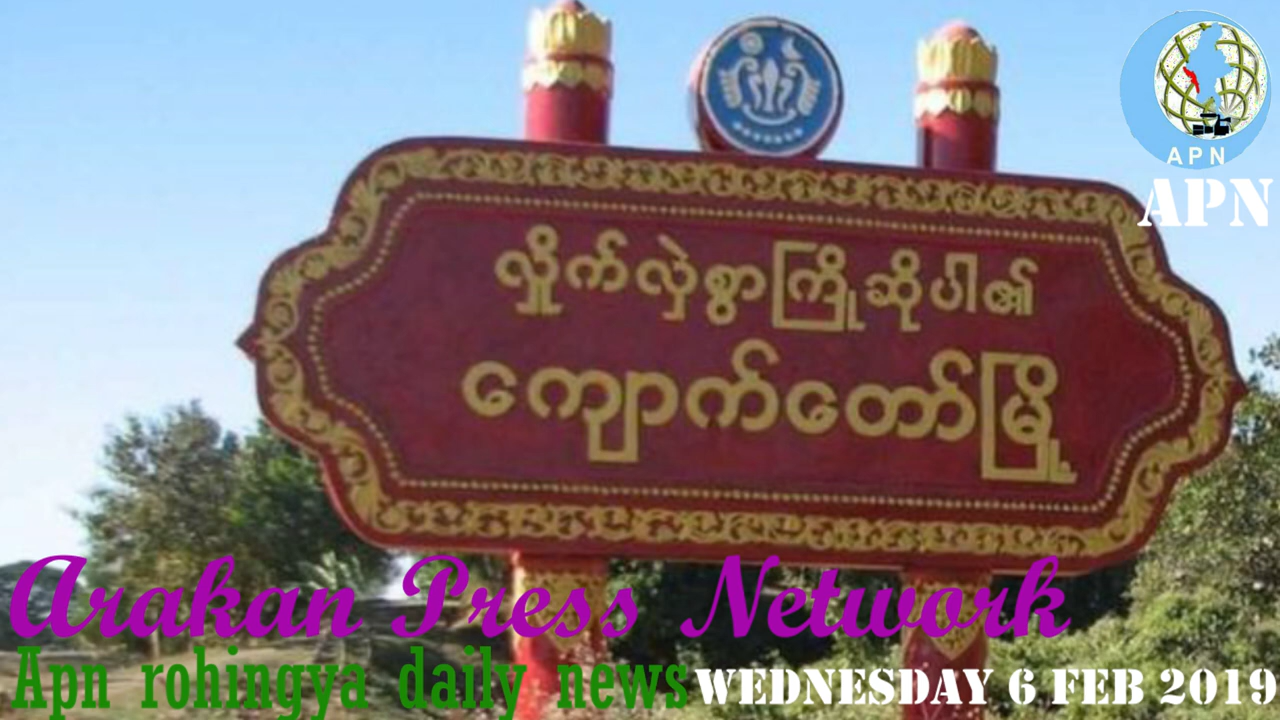 APN
APN
လှိုက်လှဲစွာကြိုဆိုပါ၏
ကျောက်တော်မြို့
Arakan Press Network
Apn rohingya daily news
WEDNESDAY 6 FEB 2019